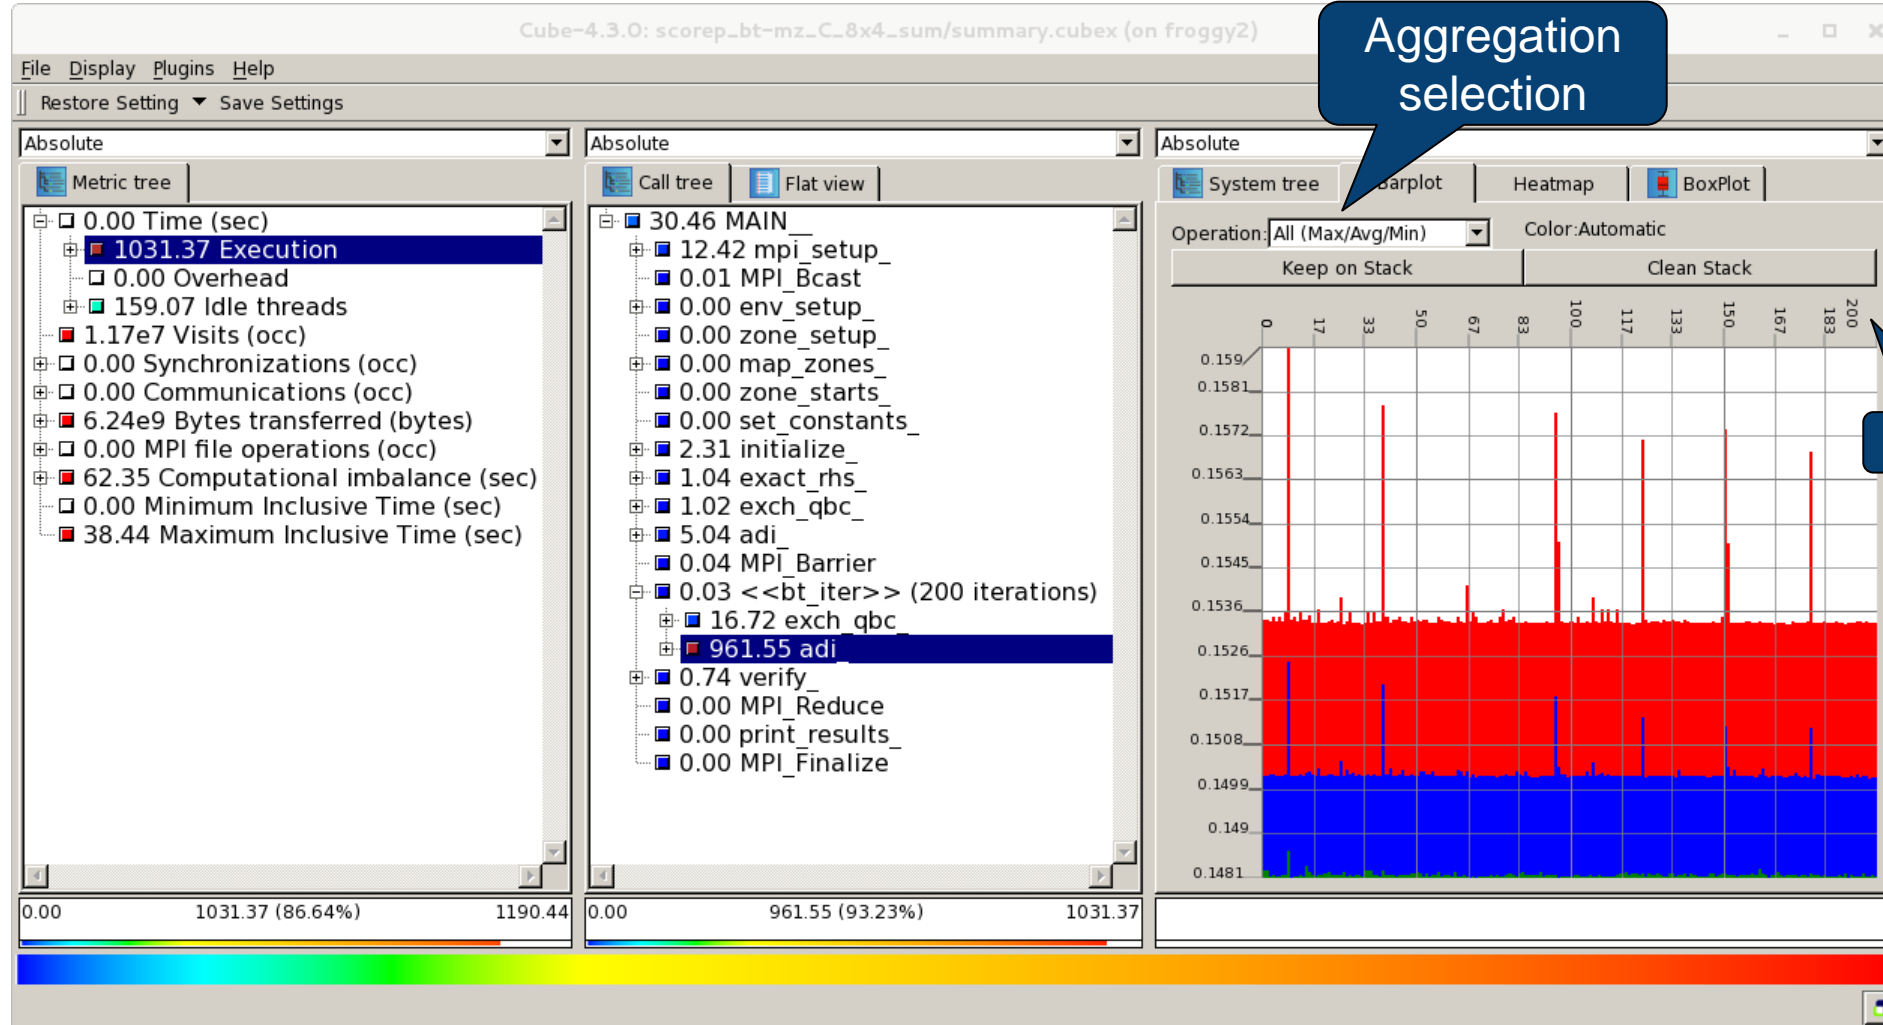 Cube-4.3.0: scorep_bt-mz_C_8x4_sum/summary.cubex (on froggy2)
Aggregation
selection
File Display Plugins Help
Restore Setting Save Settings
Absolute
Metric tree
0.00 Time (sec)
1031.37 Execution
0.00 Overhead
159.07 Idle threads
1.17e7 Visits (occ)
0.00 Synchronizations (occ)
0.00 Communications (occ)
6.24e9 Bytes transferred (bytes)
0.00 MPI file operations (occ)
62.35 Computational imbalance (sec)
0.00 Minimum Inclusive Time (sec)
38.44 Maximum Inclusive Time (sec)
0.00 1031.37 (86.64%) 1190.44
Absolute
Call tree Flat view
30.46 MAIN__
12.42 mpi_setup_
0.01 MPI_Bcast
0.00 env_setup_
0.00 zone_setup_
0.00 map_zones_
0.00 zone_starts_
0.00 set_constants_
2.31 initialize_
1.04 exact_rhs_
1.02 exch_qbc_
5.04 adi_
0.04 MPI_Barrier
0.03 <<bt_iter>> (200 iterations)
16.72 exch_qbc_
961.55 adi_
0.74 verify_
0.00 MPI_Reduce
0.00 print_results_
0.00 MPI_Finalize
0.00 961.55 (93.23%) 1031.37
Absolute
System tree Barplot Heatmap BoxPlot
Operation: All (Max/Avg/Min) Color:Automatic
Keep on Stack Clean Stack
0 17 33 50 67 83 100 117 133 150 167 183 200
0.159
0.1581
0.1572
0.1563
0.1554
0.1545
0.1536
0.1526
0.1517
0.1508
0.1499
0.149
0.1481